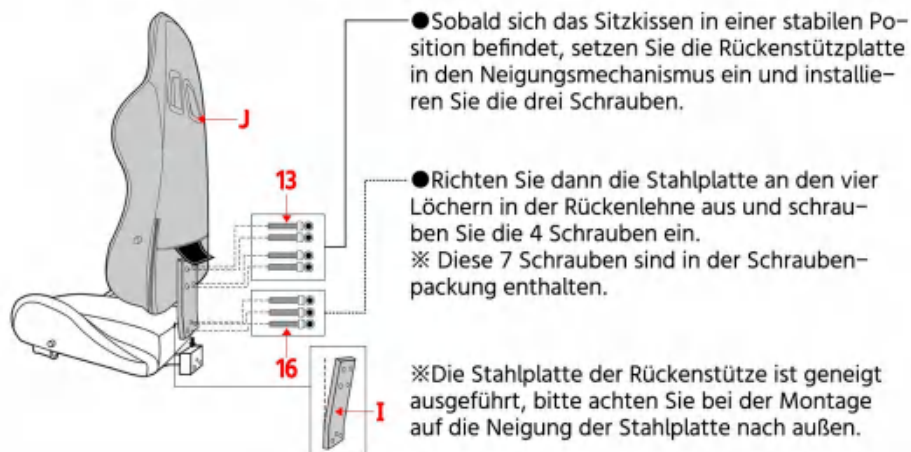 ●Sobald sich das Sitzkissen in einer stabilen Po-
sition befindet, setzen Sie die Rückenstützplatte
in den Neigungsmechanismus ein und installie-
ren Sie die drei Schrauben.
J
13
●Richten Sie dann die Stahlplatte an den vier
Löchern in der Rückenlehne aus und schrau-
ben Sie die 4 Schrauben ein.
※ Diese 7 Schrauben sind in der Schrauben-
packung enthalten.
16
I
※Die Stahlplatte der Rückenstütze ist geneigt
ausgeführt, bitte achten Sie bei der Montage
auf die Neigung der Stahlplatte nach außen.